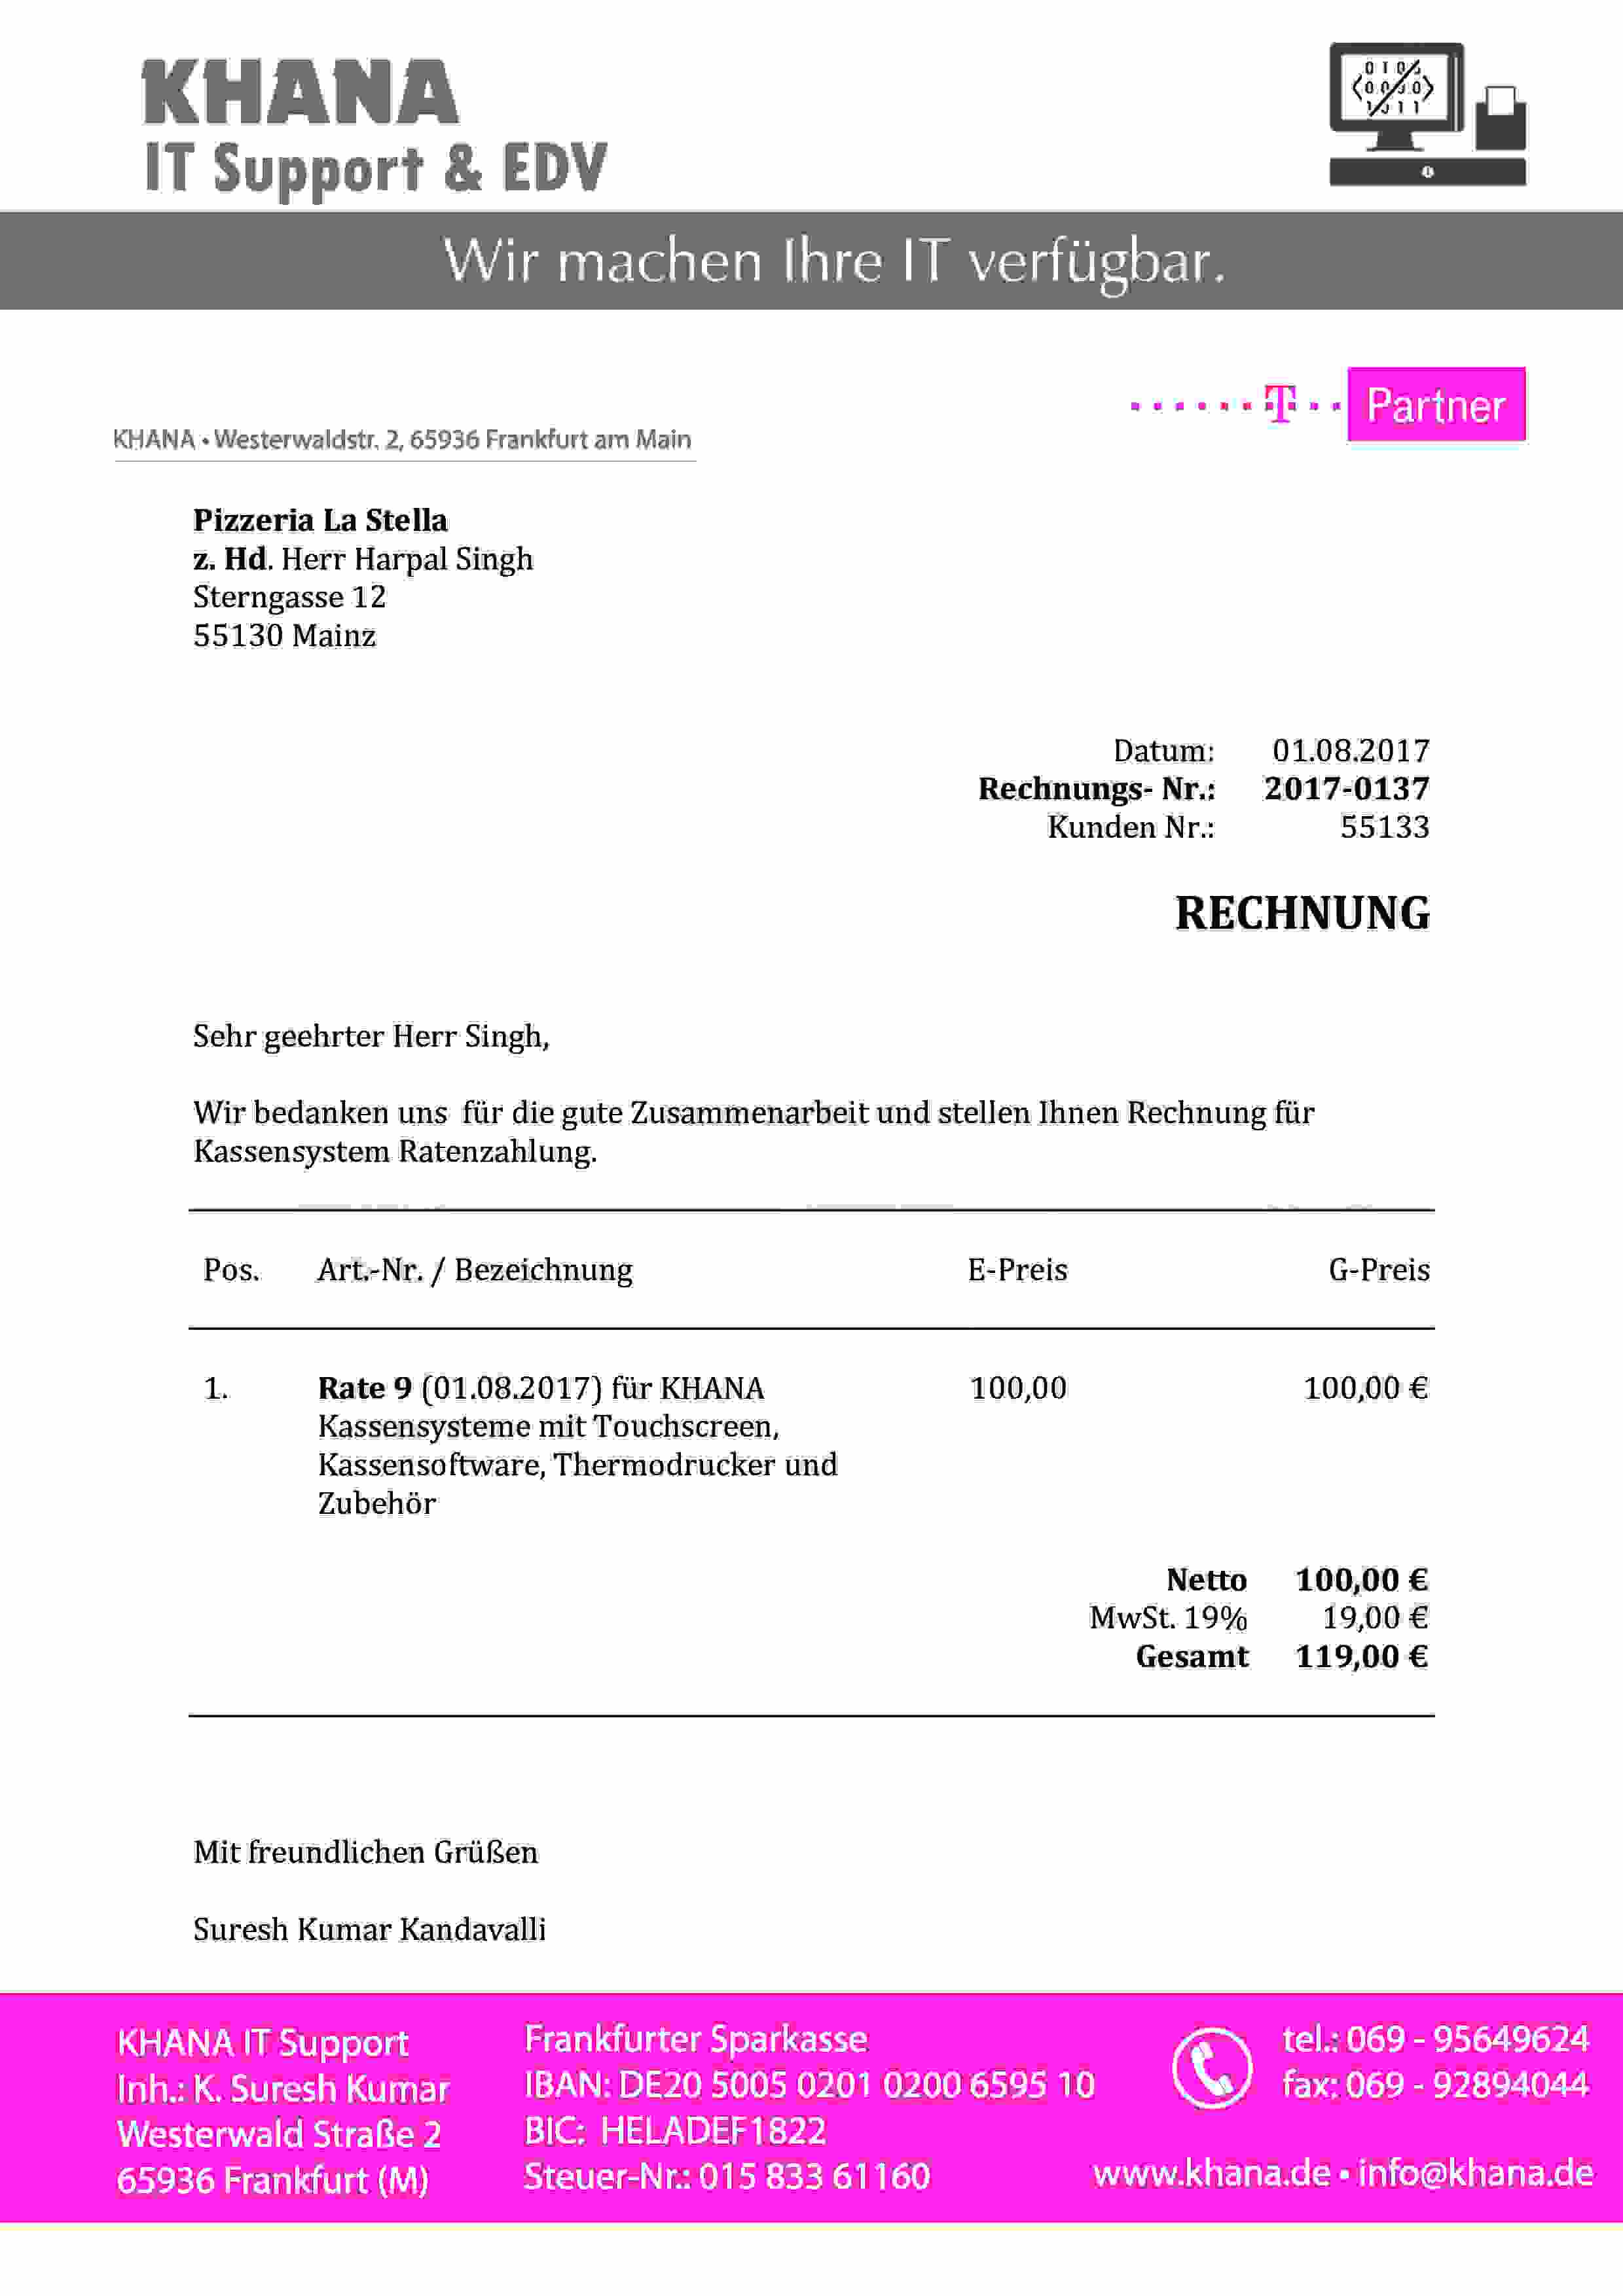 KHANA
IT Support & EDV
Wir machen Ihre IT verfügbar.
T Partner
KHANA • Westerwaldstr. 2, 65936 Frankfurt am Main
Pizzeria La Stella
z. Hd. Herr Harpal Singh
Sterngasse 12
55130 Mainz
Datum: 01.08.2017
Rechnungs- Nr.: 2017-0137
Kunden Nr.: 55133
RECHNUNG
Sehr geehrter Herr Singh,
Wir bedanken uns für die gute Zusammenarbeit und stellen Ihnen Rechnung für
Kassensystem Ratenzahlung.
Pos. Art.-Nr. / Bezeichnung E-Preis G-Preis
1. Rate 9 (01.08.2017) für KHANA 100,00 100,00 €
Kassensysteme mit Touchscreen,
Kassensoftware, Thermodrucker und
Zubehör
Netto 100,00 €
MwSt. 19% 19,00 €
Gesamt 119,00 €
Mit freundlichen Grüßen
Suresh Kumar Kandavalli
KHANA IT Support
Inh.: K. Suresh Kumar
Westerwald Straße 2
65936 Frankfurt (M)
Frankfurter Sparkasse
IBAN: DE20 5005 0201 0200 6595 10
BIC: HELADEF1822
Steuer-Nr.: 015 833 61160
tel.: 069 - 95649624
fax: 069 - 92894044
www.khana.de • info@khana.de